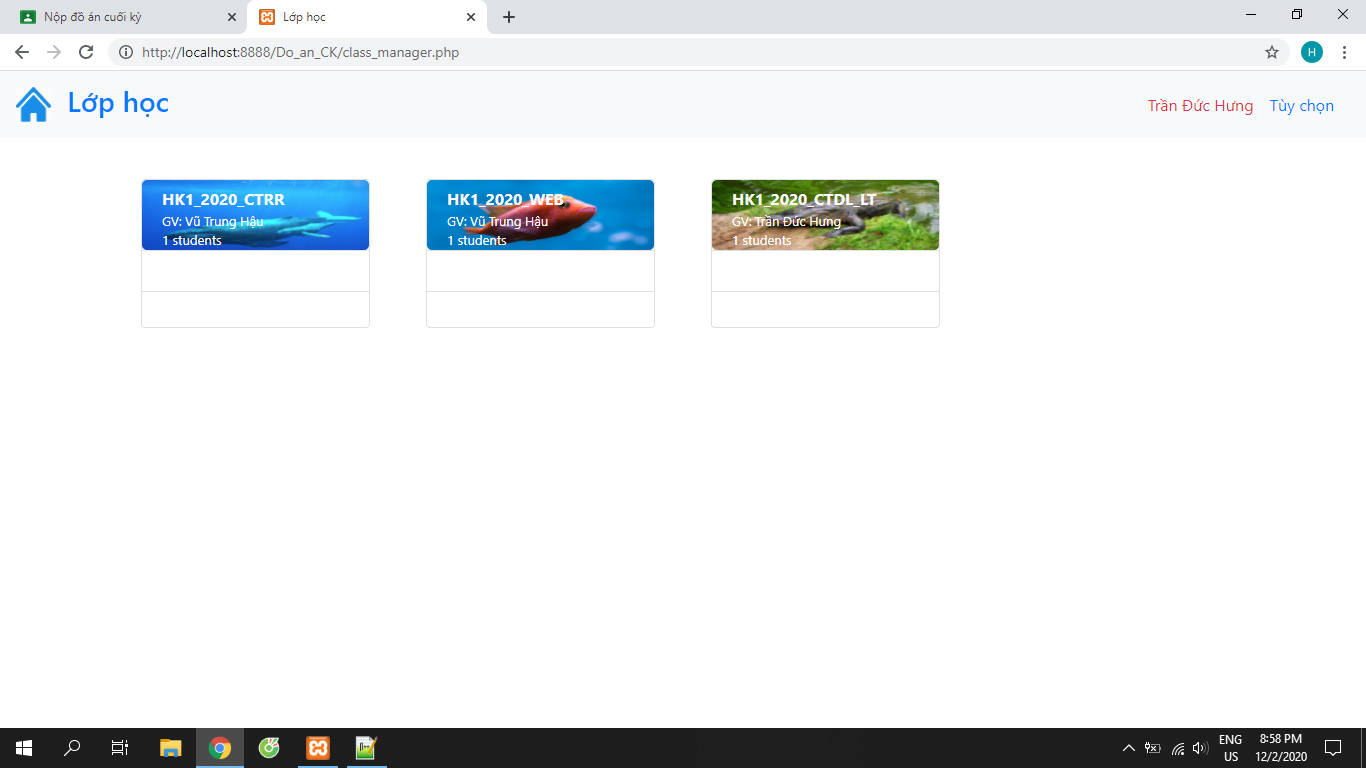 Nộp đồ án cuối kỳ
Lớp học
http://localhost:8888/Do_an_CK/class_manager.php
H
Lớp học
Trần Đức Hưng
Tùy chọn
HK1_2020_CTRR
GV: Vũ Trung Hậu
1 students
HK1_2020_WEB
GV: Vũ Trung Hậu
1 students
HK1_2020_CTDL_LT
GV: Trần Đức Hưng
1 students
ENG
US
8:58 PM
12/2/2020